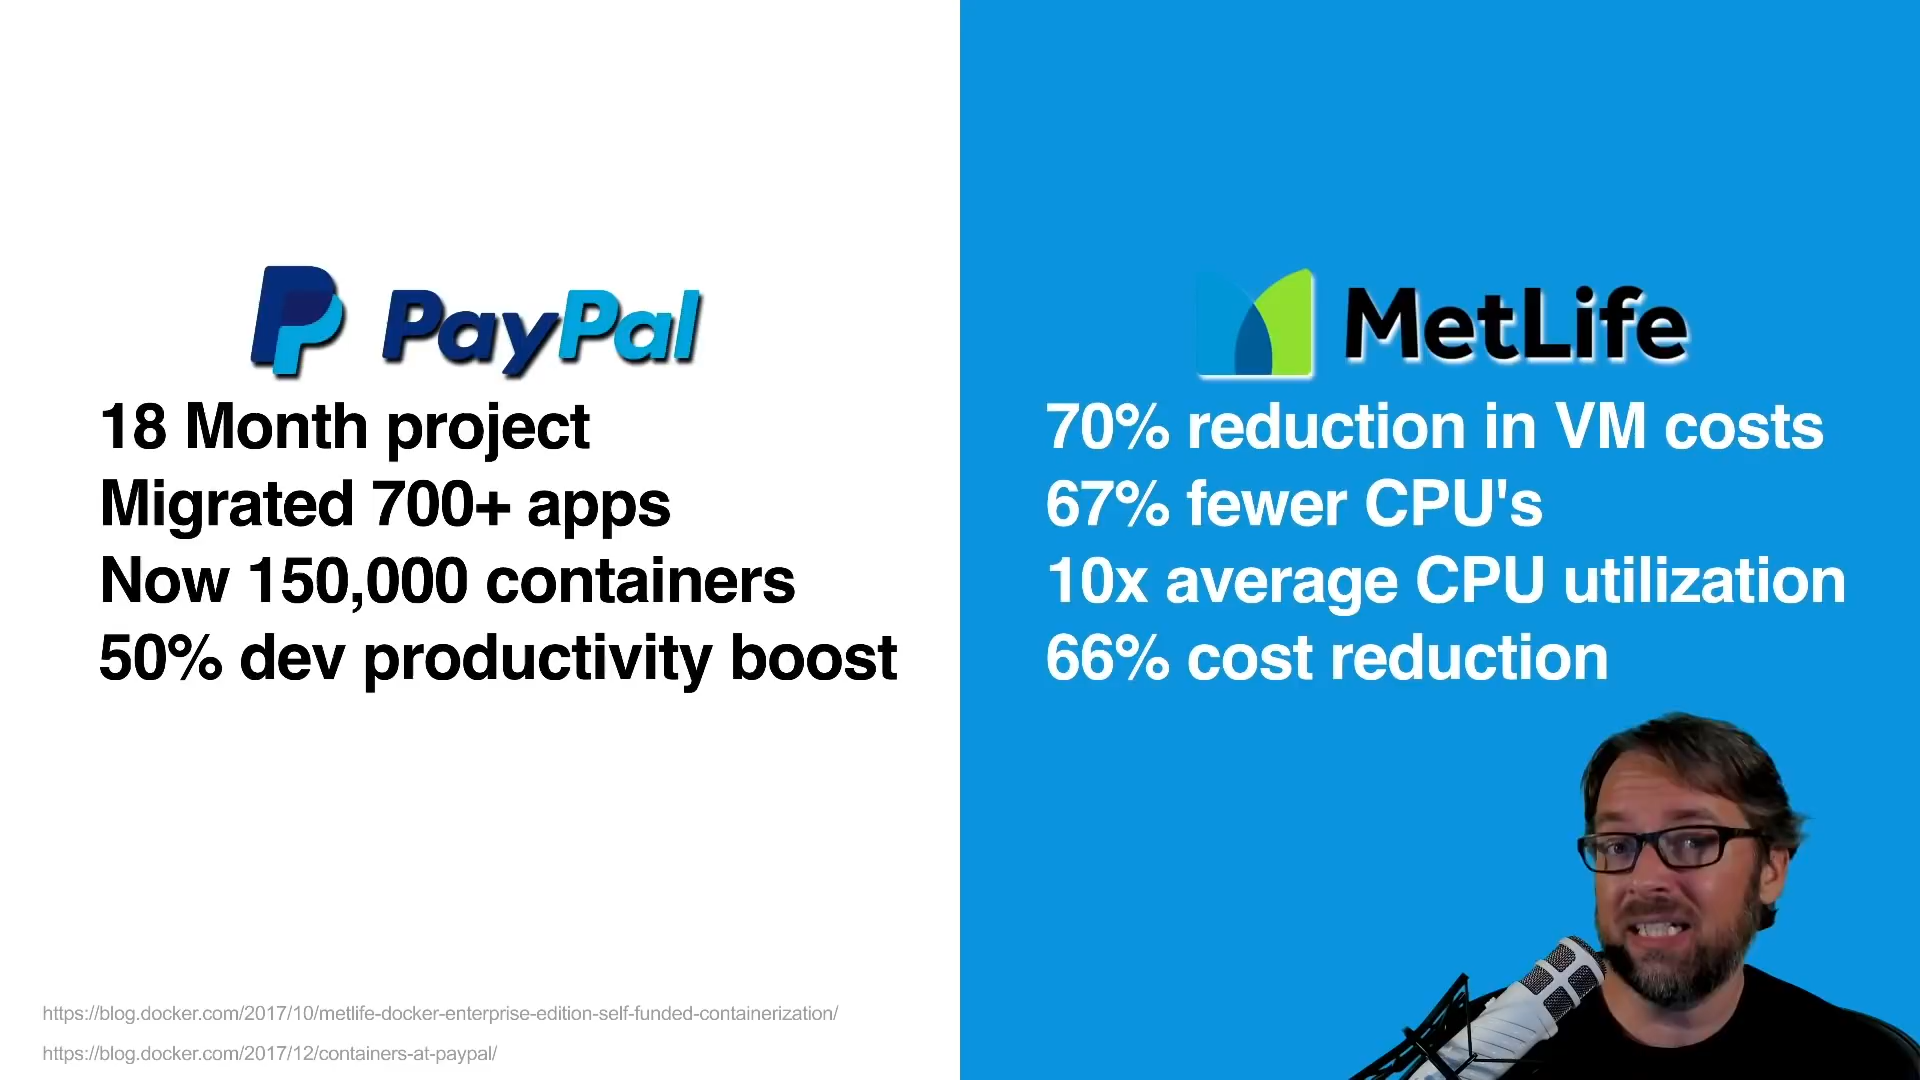 PayPal
18 Month project
Migrated 700+ apps
Now 150,000 containers
50% dev productivity boost
MetLife
70% reduction in VM costs
67% fewer CPU's
10x average CPU utilization
66% cost reduction
https://blog.docker.com/2017/10/metlife-docker-enterprise-edition-self-funded-containerization/
https://blog.docker.com/2017/12/containers-at-paypal/